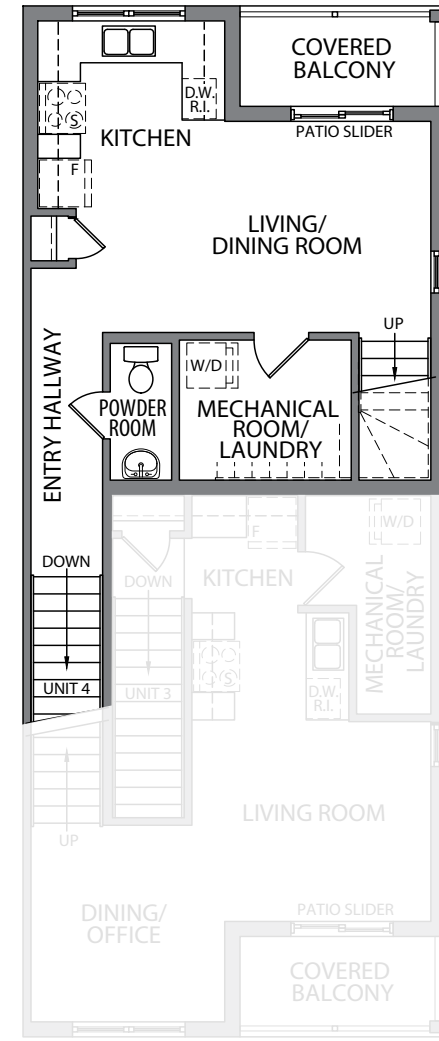 COVERED
BALCONY
D.W.
R.I.
S
KITCHEN
PATIO SLIDER
F
LIVING/
DINING ROOM
UP
ENTRY HALLWAY
W/D
POWDER
ROOM
MECHANICAL
ROOM/
LAUNDRY
DOWN
UNIT 4
F
W/D
DOWN
KITCHEN
MECHANICAL
ROOM/
LAUNDRY
S
D.W.
R.I.
UNIT 3
UP
LIVING ROOM
DINING/
OFFICE
PATIO SLIDER
COVERED
BALCONY